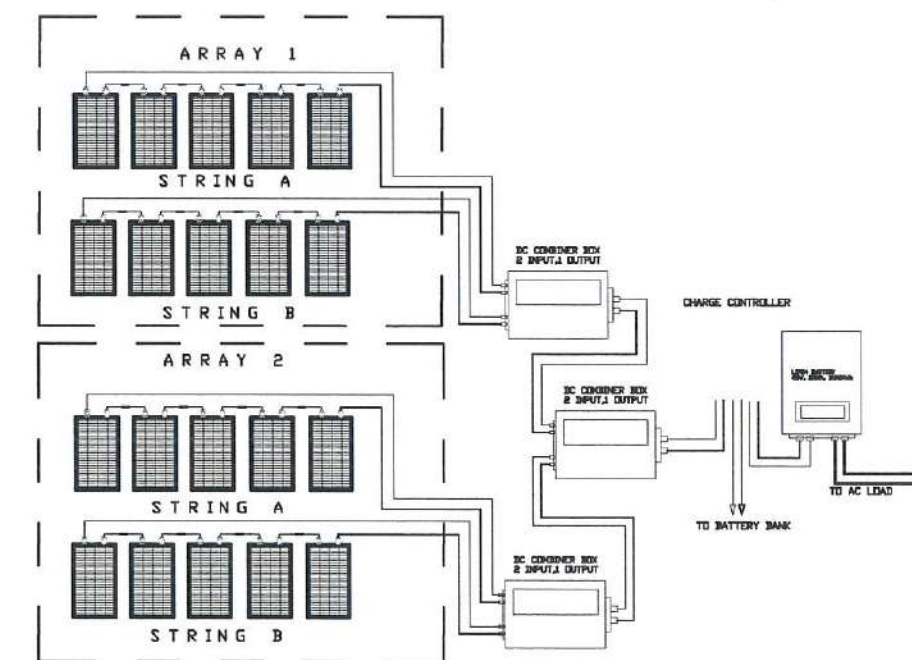 ARRAY 1
STRING A
STRING B
DC COMBINER BOX
2 INPUT,1 OUTPUT
CHARGE CONTROLLER
ARRAY 2
DC COMBINER BOX
2 INPUT,1 OUTPUT
TO AC LOAD
STRING A
TO BATTERY BANK
DC COMBINER BOX
2 INPUT,1 OUTPUT
STRING B